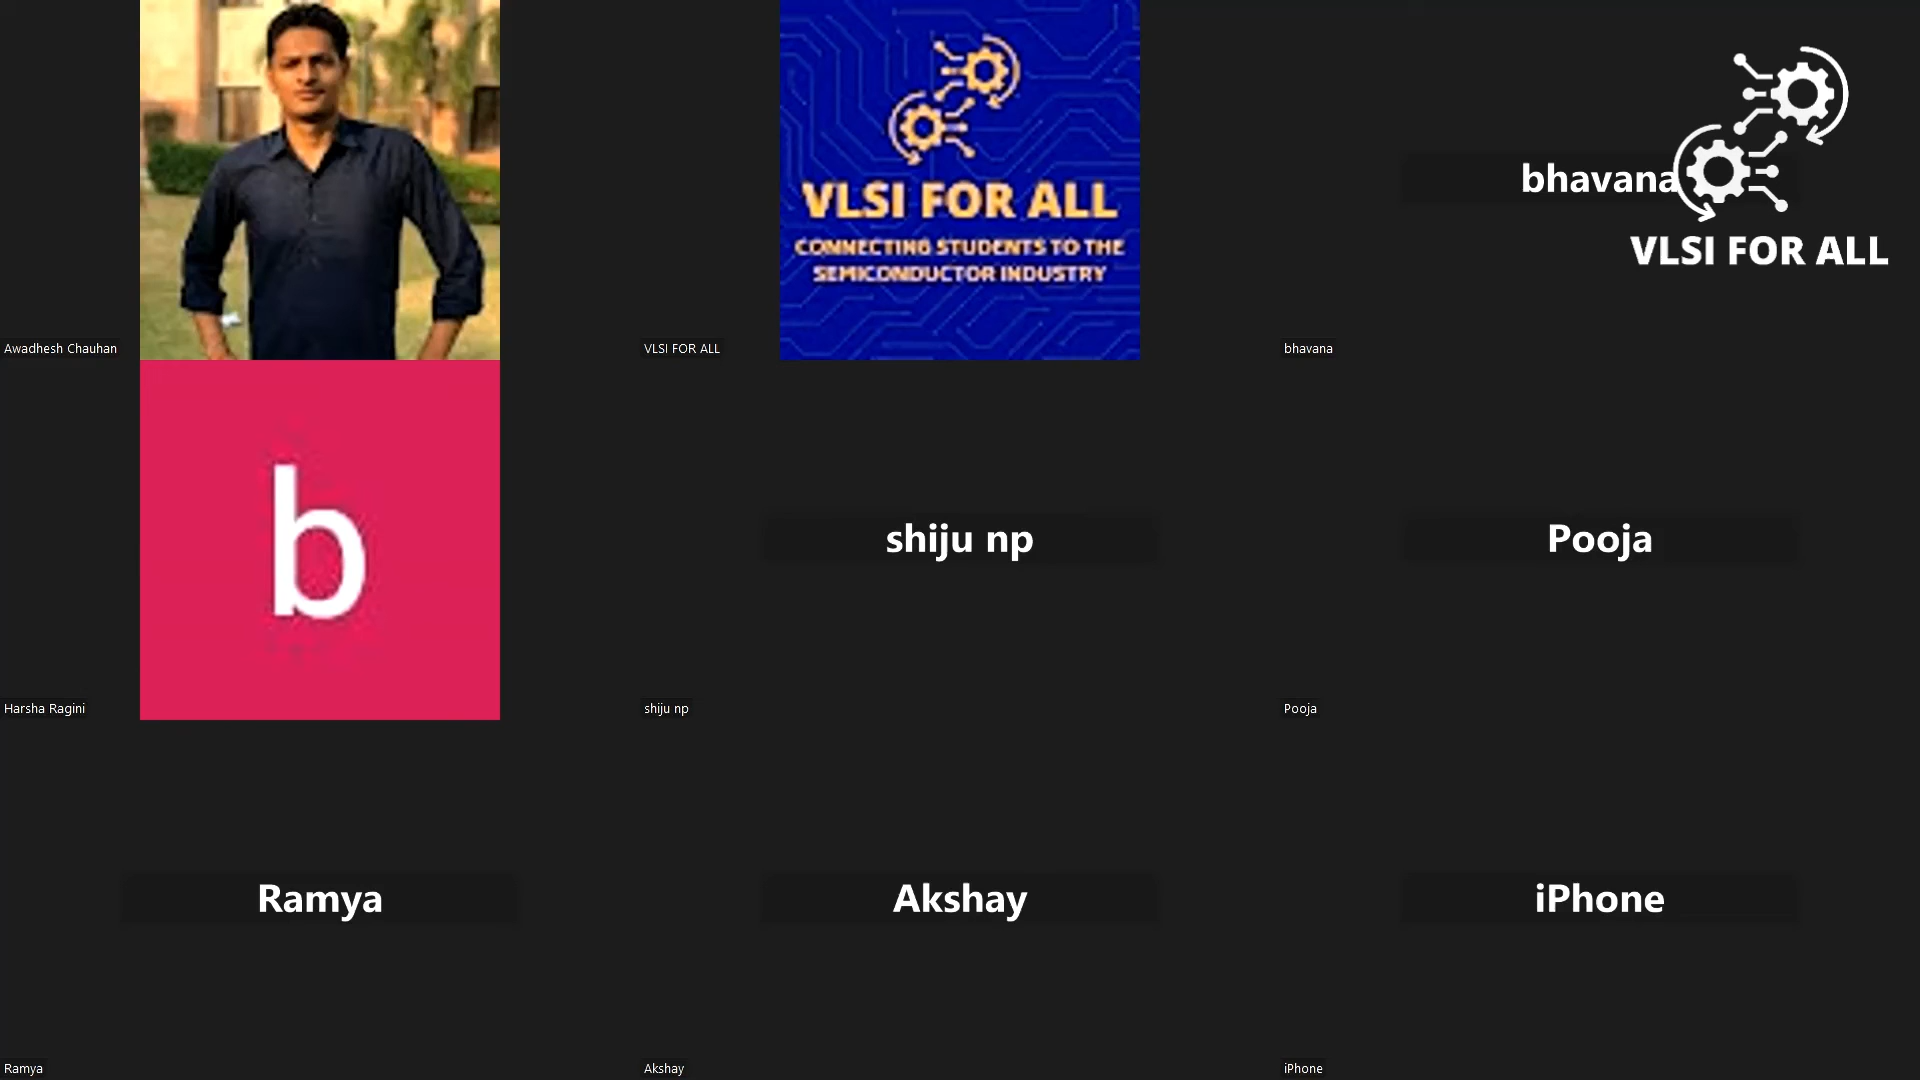 VLSI FOR ALL
CONNECTING STUDENTS TO THE
SEMICONDUCTOR INDUSTRY
bhavana
VLSI FOR ALL
Awadhesh Chauhan
VLSI FOR ALL
bhavana
b
shiju np
Pooja
Harsha Ragini
shiju np
Pooja
Ramya
Akshay
iPhone
Ramya
Akshay
iPhone